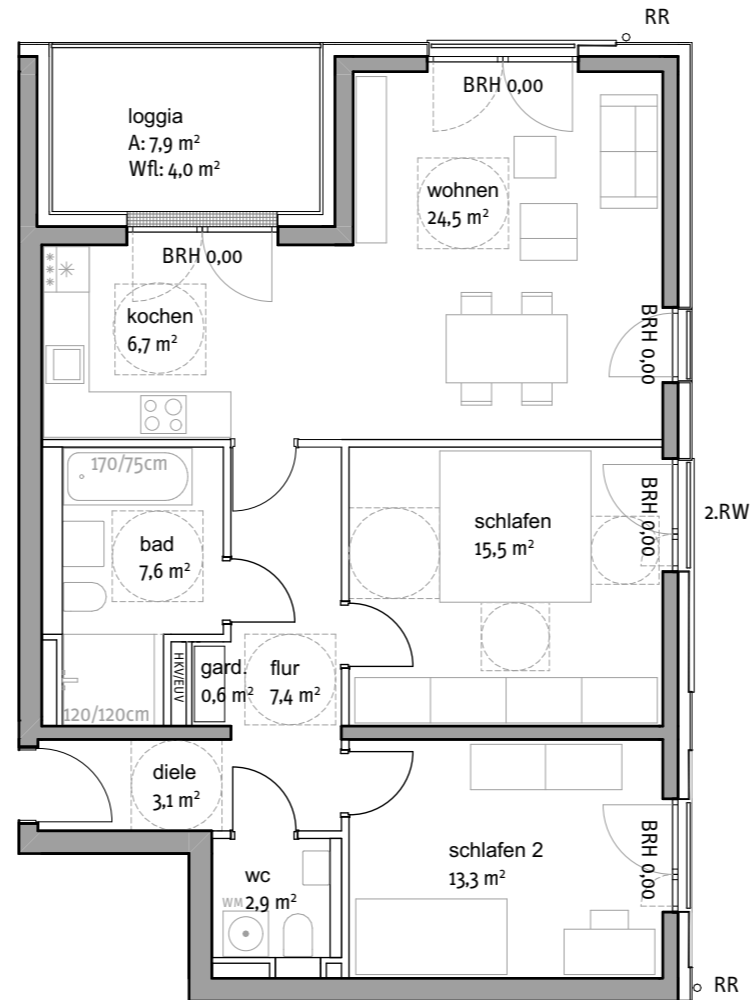 RR
loggia
A: 7,9 m²
Wfl: 4,0 m²
BRH 0,00
wohnen
24,5 m²
BRH 0,00
kochen
6,7 m²
BRH 0,00
170/75cm
bad
7,6 m²
schlafen
15,5 m²
BRH 0,00
2.RW
HKV/EUV
gard.
0,6 m²
flur
7,4 m²
120/120cm
diele
3,1 m²
schlafen 2
13,3 m²
BRH 0,00
wc
WM 2,9 m²
RR